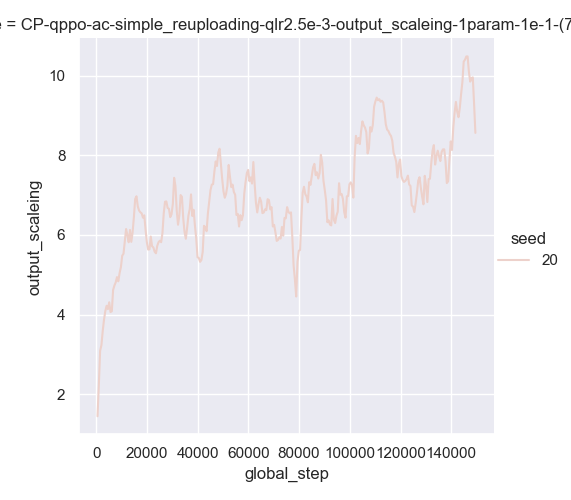 e = CP-qppo-ac-simple_reuploading-qlr2.5e-3-output_scaleing-1param-1e-1-(7
10
8
6
4
2
output_scaleing
0 20000 40000 60000 80000 100000 120000 140000
global_step
seed
20